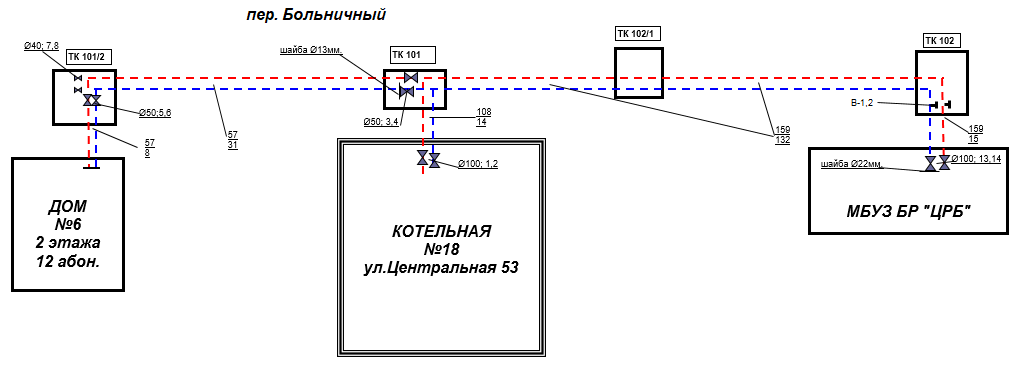 пер. Больничный
Ø40; 7,8
ТК 101/2
шайба Ø13мм.
ТК 101
ТК 102/1
ТК 102
Ø50;5,6
Ø50; 3,4
108
14
В-1,2
57
8
57
31
159
132
159
15
Ø100; 1,2
шайба Ø22мм.
Ø100; 13,14
ДОМ
№6
2 этажа
12 абон.
КОТЕЛЬНАЯ
№18
ул.Центральная 53
МБУЗ БР "ЦРБ"